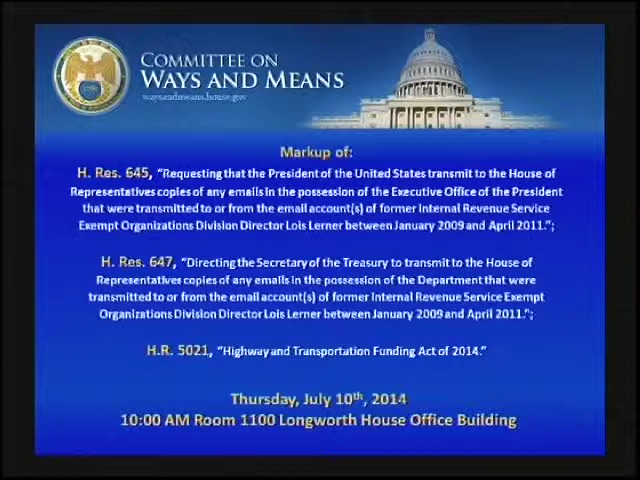 COMMITTEE ON
WAYS AND MEANS
waysandmeans.house.gov
Markup of:
H. Res. 645, “Requesting that the President of the United States transmit to the House of
Representatives copies of any emails in the possession of the Executive Office of the President
that were transmitted to or from the email account(s) of former Internal Revenue Service
Exempt Organizations Division Director Lois Lerner between January 2009 and April 2011.”;
H. Res. 647, “Directing the Secretary of the Treasury to transmit to the House of
Representatives copies of any emails in the possession of the Department that were
transmitted to or from the email account(s) of former Internal Revenue Service Exempt
Organizations Division Director Lois Lerner between January 2009 and April 2011.”;
H.R. 5021, “Highway and Transportation Funding Act of 2014.”
Thursday, July 10th, 2014
10:00 AM Room 1100 Longworth House Office Building